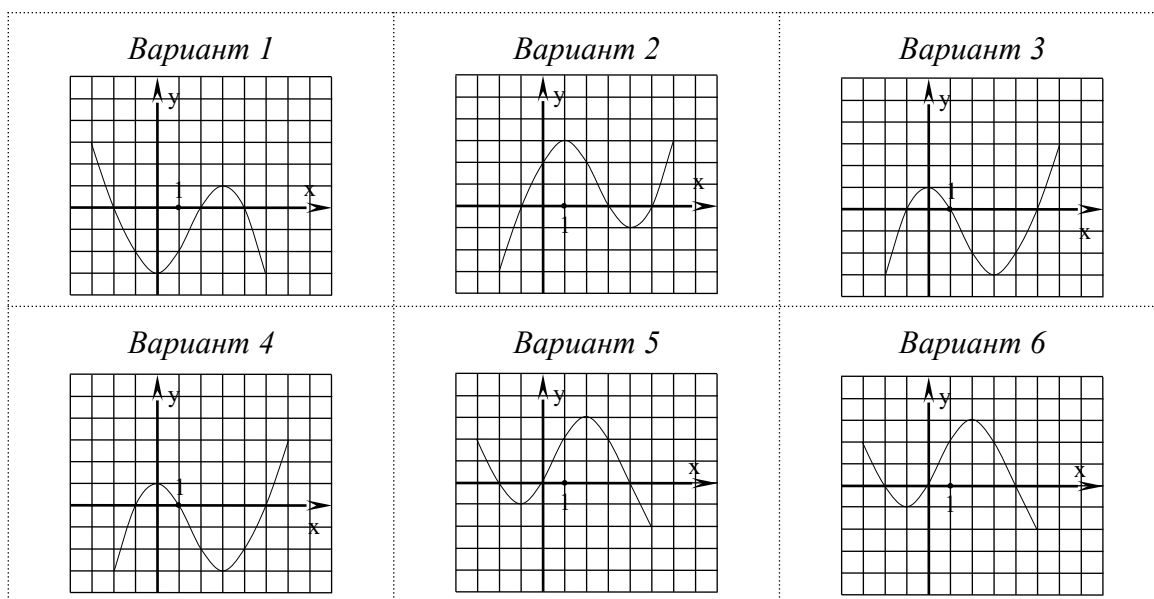 Вариант 1
y
1
x
Вариант 2
y
x
1
Вариант 3
y
1
x
Вариант 4
y
1
x
Вариант 5
y
x
1
Вариант 6
y
x
1